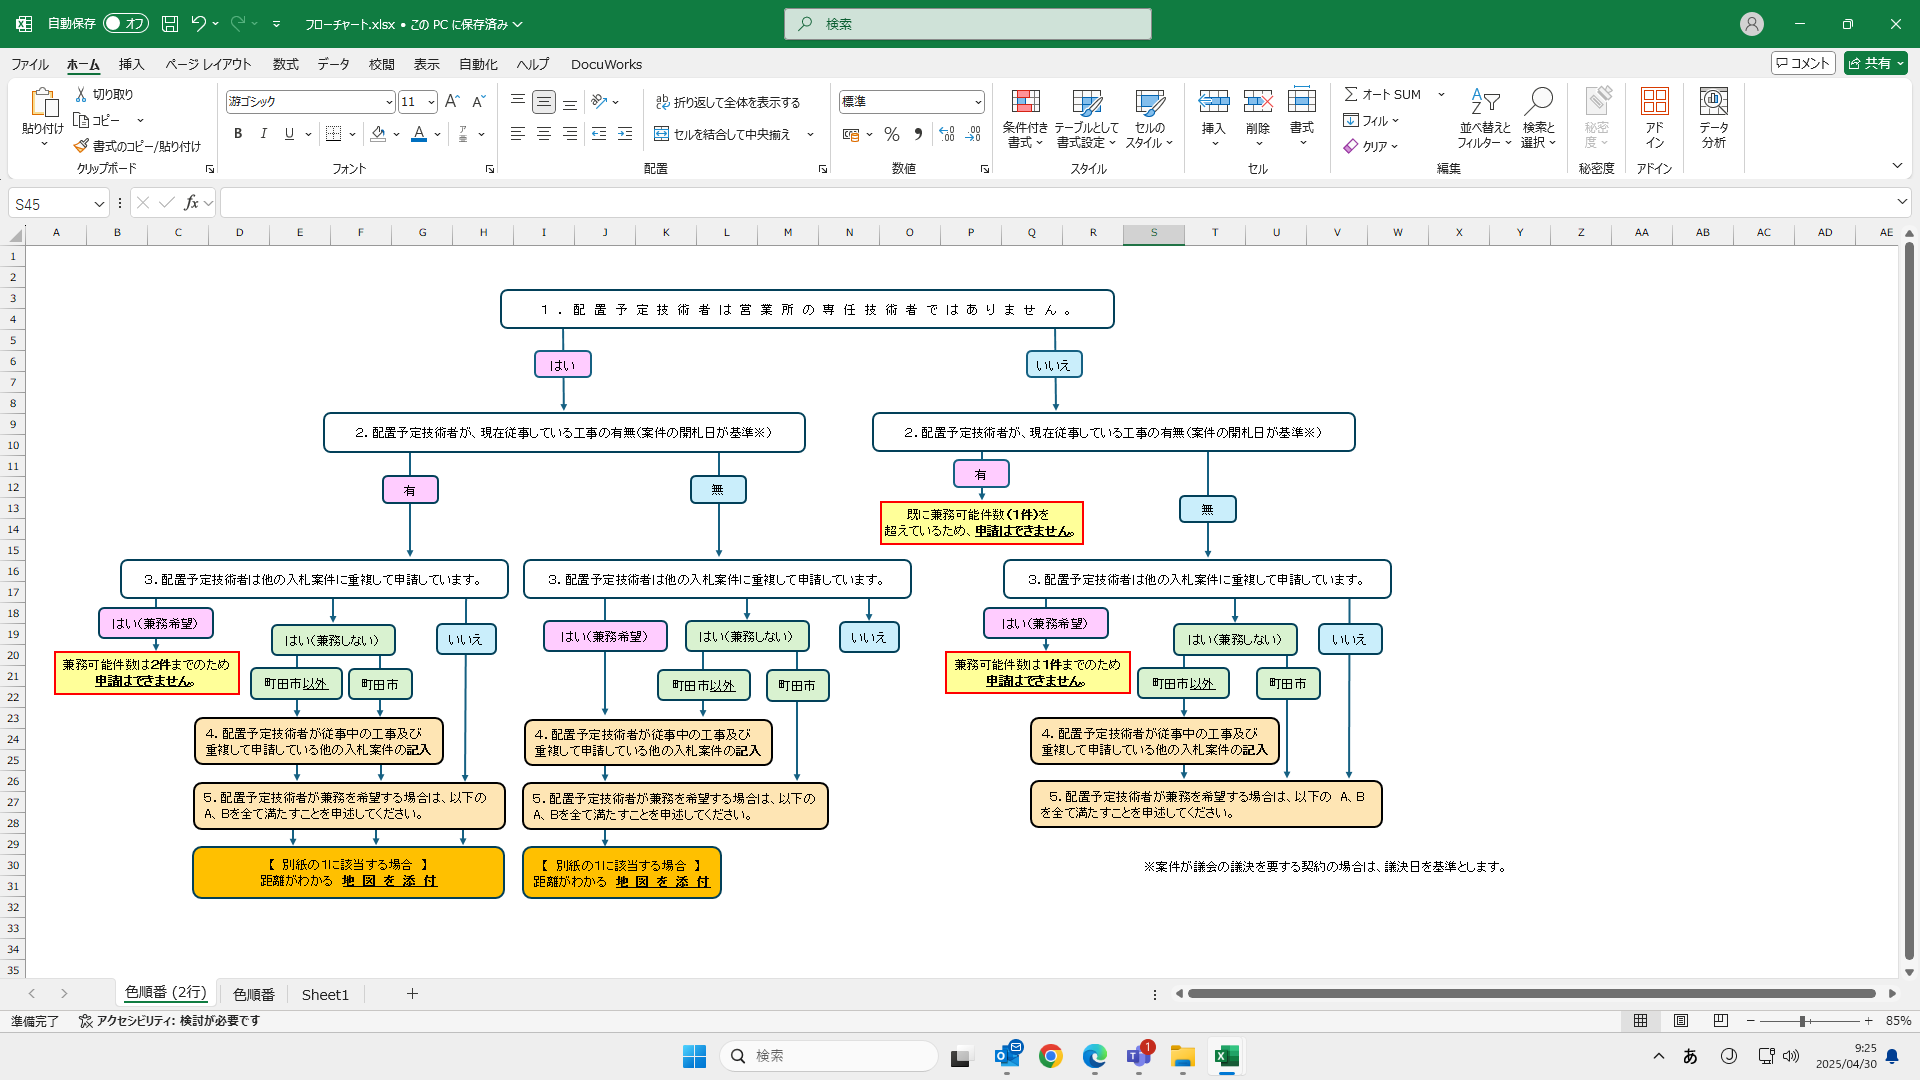 自動保存 オフ フローチャート.xlsx • この PC に保存済み 検索
ファイル ホーム 挿入 ページ レイアウト 数式 データ 校閲 表示 自動化 ヘルプ DocuWorks コメント 共有
貼り付け 切り取り コピー 書式のコピー/貼り付け クリップボード
游ゴシック 11 B I U A フォント
折り返して全体を表示する セルを結合して中央揃え 配置
標準 数値
条件付き書式 テーブルとして書式設定 セルのスタイル スタイル
挿入 削除 書式 セル
オート SUM フィル クリア 並べ替えとフィルター 検索と選択 編集
秘密度 秘密度 アドイン アドイン データ分析
S45 fx
A B C D E F G H I J K L M N O P Q R S T U V W X Y Z AA AB AC AD AE
1
2
3
4
5
6
7
8
9
10
11
12
13
14
15
16
17
18
19
20
21
22
23
24
25
26
27
28
29
30
31
32
33
34
35
１．配置予定技術者は営業所の専任技術者ではありません。
はい いいえ
２．配置予定技術者が、現在従事している工事の有無（案件の開札日が基準※）
２．配置予定技術者が、現在従事している工事の有無（案件の開札日が基準※）
有 無 有 無
既に兼務可能件数（１件）を
超えているため、申請はできません。
３．配置予定技術者は他の入札案件に重複して申請しています。
３．配置予定技術者は他の入札案件に重複して申請しています。
３．配置予定技術者は他の入札案件に重複して申請しています。
はい（兼務希望） はい（兼務しない） いいえ
はい（兼務希望） はい（兼務しない） いいえ
はい（兼務希望） はい（兼務しない） いいえ
兼務可能件数は２件までのため
申請はできません。
町田市以外 町田市
町田市以外 町田市
兼務可能件数は１件までのため
申請はできません。
町田市以外 町田市
４．配置予定技術者が従事中の工事及び
重複して申請している他の入札案件の記入
４．配置予定技術者が従事中の工事及び
重複して申請している他の入札案件の記入
４．配置予定技術者が従事中の工事及び
重複して申請している他の入札案件の記入
５．配置予定技術者が兼務を希望する場合は、以下の
Ａ、Ｂを全て満たすことを申述してください。
５．配置予定技術者が兼務を希望する場合は、以下の
Ａ、Ｂを全て満たすことを申述してください。
５．配置予定技術者が兼務を希望する場合は、以下の Ａ、Ｂ
を全て満たすことを申述してください。
【 別紙の１に該当する場合 】
距離がわかる 地 図 を 添 付
【 別紙の１に該当する場合 】
距離がわかる 地 図 を 添 付
※案件が議会の議決を要する契約の場合は、議決日を基準とします。
色順番 (2行) 色順番 Sheet1
準備完了 アクセシビリティ: 検討が必要です 85%
検索 1 あ 9:25
2025/04/30